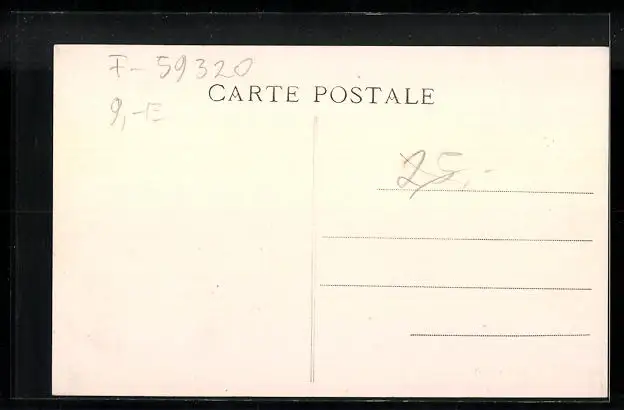 F-59320
CARTE POSTALE
9,-E
25,-